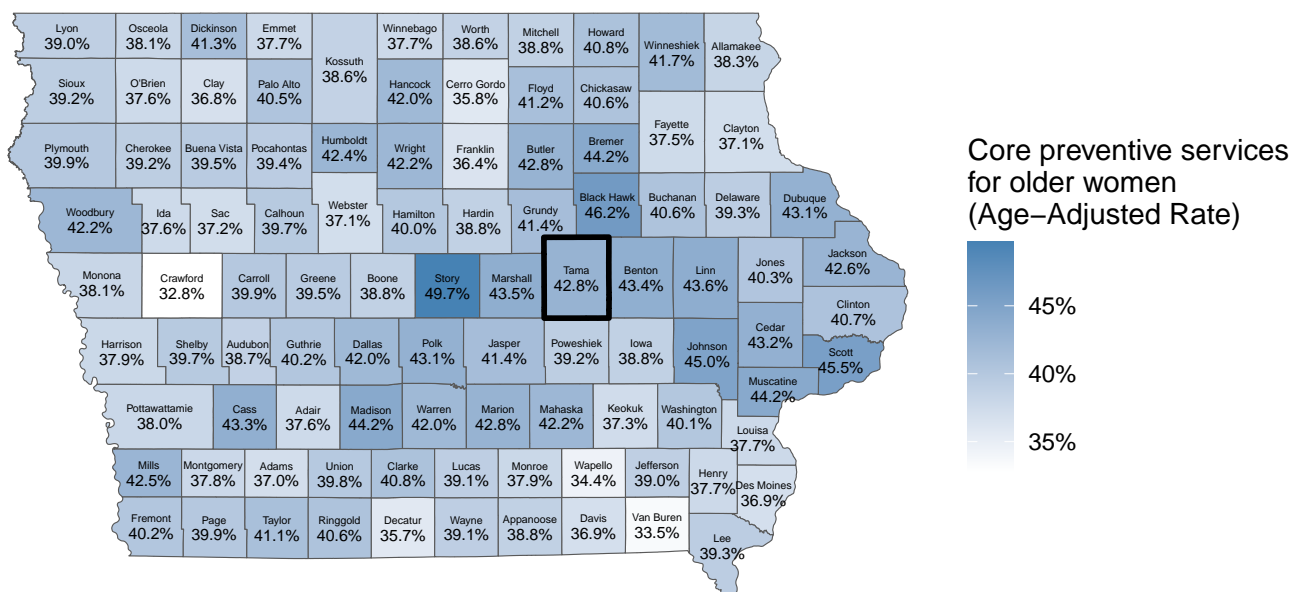 Lyon
39.0%
Osceola
38.1%
Dickinson
41.3%
Emmet
37.7%
Kossuth
38.6%
Winnebago
37.7%
Worth
38.6%
Mitchell
38.8%
Howard
40.8%
Winneshiek
41.7%
Allamakee
38.3%
Sioux
39.2%
O'Brien
37.6%
Clay
36.8%
Palo Alto
40.5%
Hancock
42.0%
Cerro Gordo
35.8%
Floyd
41.2%
Chickasaw
40.6%
Fayette
37.5%
Clayton
37.1%
Plymouth
39.9%
Cherokee
39.2%
Buena Vista
39.5%
Pocahontas
39.4%
Humboldt
42.4%
Wright
42.2%
Franklin
36.4%
Butler
42.8%
Bremer
44.2%
Woodbury
42.2%
Ida
37.6%
Sac
37.2%
Calhoun
39.7%
Webster
37.1%
Hamilton
40.0%
Hardin
38.8%
Grundy
41.4%
Black Hawk
46.2%
Buchanan
40.6%
Delaware
39.3%
Dubuque
43.1%
Monona
38.1%
Crawford
32.8%
Carroll
39.9%
Greene
39.5%
Boone
38.8%
Story
49.7%
Marshall
43.5%
Tama
42.8%
Benton
43.4%
Linn
43.6%
Jones
40.3%
Jackson
42.6%
Clinton
40.7%
Harrison
37.9%
Shelby
39.7%
Audubon
38.7%
Guthrie
40.2%
Dallas
42.0%
Polk
43.1%
Jasper
41.4%
Poweshiek
39.2%
Iowa
38.8%
Johnson
45.0%
Cedar
43.2%
Scott
45.5%
Muscatine
44.2%
Pottawattamie
38.0%
Cass
43.3%
Adair
37.6%
Madison
44.2%
Warren
42.0%
Marion
42.8%
Mahaska
42.2%
Keokuk
37.3%
Washington
40.1%
Louisa
37.7%
Mills
42.5%
Montgomery
37.8%
Adams
37.0%
Union
39.8%
Clarke
40.8%
Lucas
39.1%
Monroe
37.9%
Wapello
34.4%
Jefferson
39.0%
Henry
37.7%
Des Moines
36.9%
Fremont
40.2%
Page
39.9%
Taylor
41.1%
Ringgold
40.6%
Decatur
35.7%
Wayne
39.1%
Appanoose
38.8%
Davis
36.9%
Van Buren
33.5%
Lee
39.3%
Core preventive services
for older women
(Age−Adjusted Rate)
45%
40%
35%